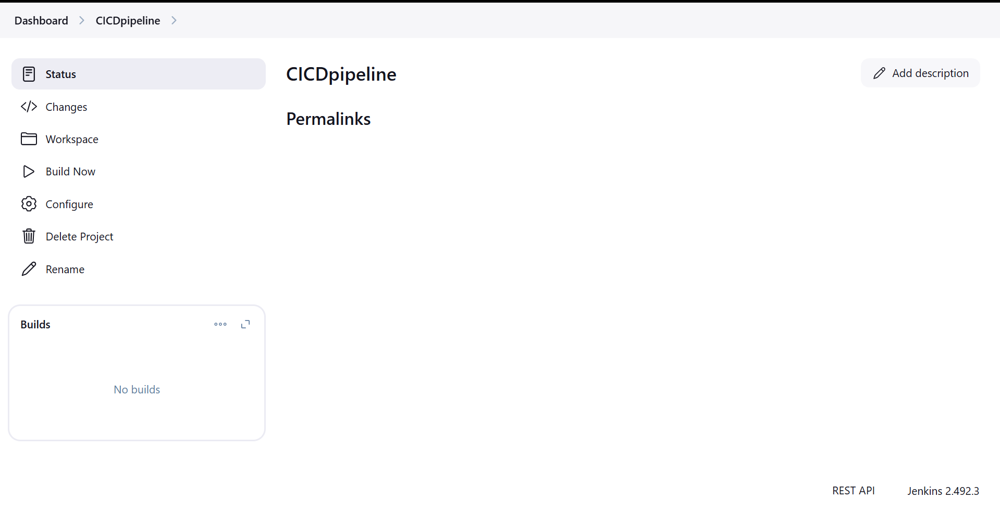 Dashboard CICDpipeline
Status
Changes
Workspace
Build Now
Configure
Delete Project
Rename
Builds
No builds
CICDpipeline
Add description
Permalinks
REST API Jenkins 2.492.3